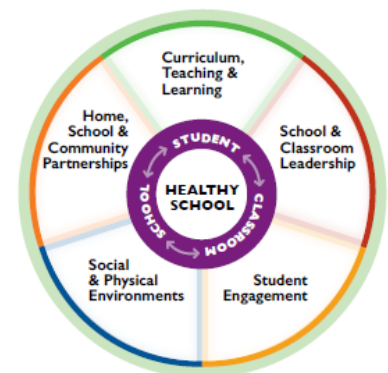 Curriculum,
Teaching &
Learning
Home,
School &
Community
Partnerships
School &
Classroom
Leadership
STUDENT
CLASSROOM
SCHOOL
HEALTHY
SCHOOL
Social
& Physical
Environments
Student
Engagement